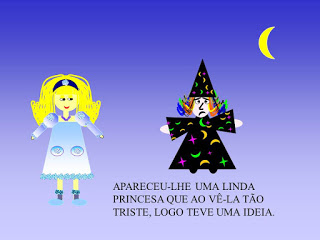 APARECEU-LHE UMA LINDA
PRINCESA QUE AO VÊ-LA TÃO
TRISTE, LOGO TEVE UMA IDEIA.